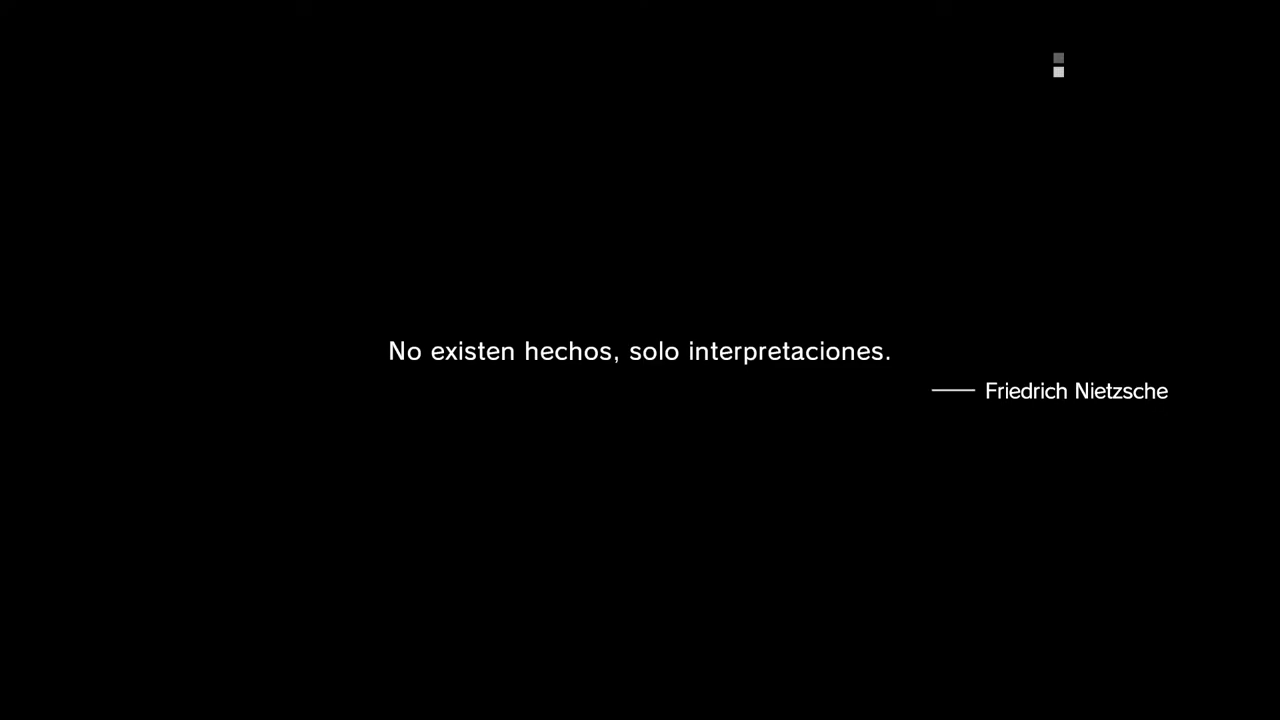 No existen hechos, solo interpretaciones.
—— Friedrich Nietzsche